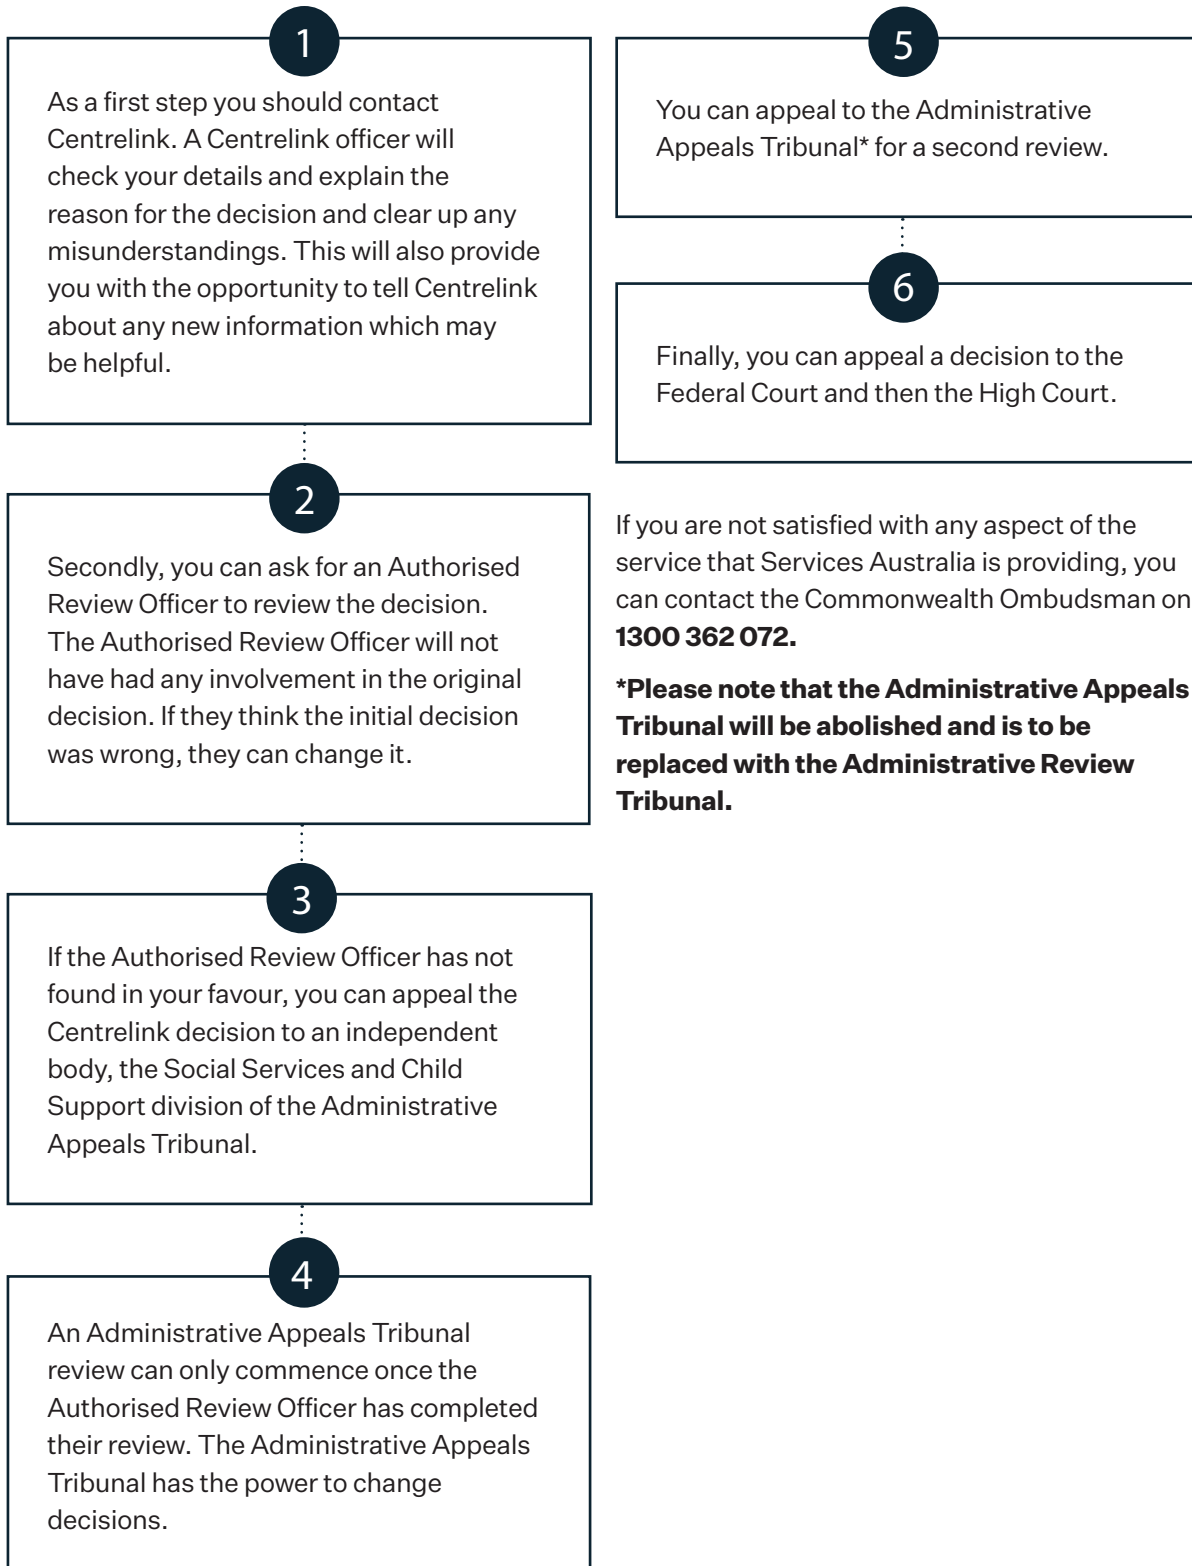 1
As a first step you should contact
Centrelink. A Centrelink officer will
check your details and explain the
reason for the decision and clear up any
misunderstandings. This will also provide
you with the opportunity to tell Centrelink
about any new information which may
be helpful.
2
Secondly, you can ask for an Authorised
Review Officer to review the decision.
The Authorised Review Officer will not
have had any involvement in the original
decision. If they think the initial decision
was wrong, they can change it.
3
If the Authorised Review Officer has not
found in your favour, you can appeal the
Centrelink decision to an independent
body, the Social Services and Child
Support division of the Administrative
Appeals Tribunal.
4
An Administrative Appeals Tribunal
review can only commence once the
Authorised Review Officer has completed
their review. The Administrative Appeals
Tribunal has the power to change
decisions.
5
You can appeal to the Administrative
Appeals Tribunal* for a second review.
6
Finally, you can appeal a decision to the
Federal Court and then the High Court.
If you are not satisfied with any aspect of the
service that Services Australia is providing, you
can contact the Commonwealth Ombudsman on
1300 362 072.
*Please note that the Administrative Appeals
Tribunal will be abolished and is to be
replaced with the Administrative Review
Tribunal.